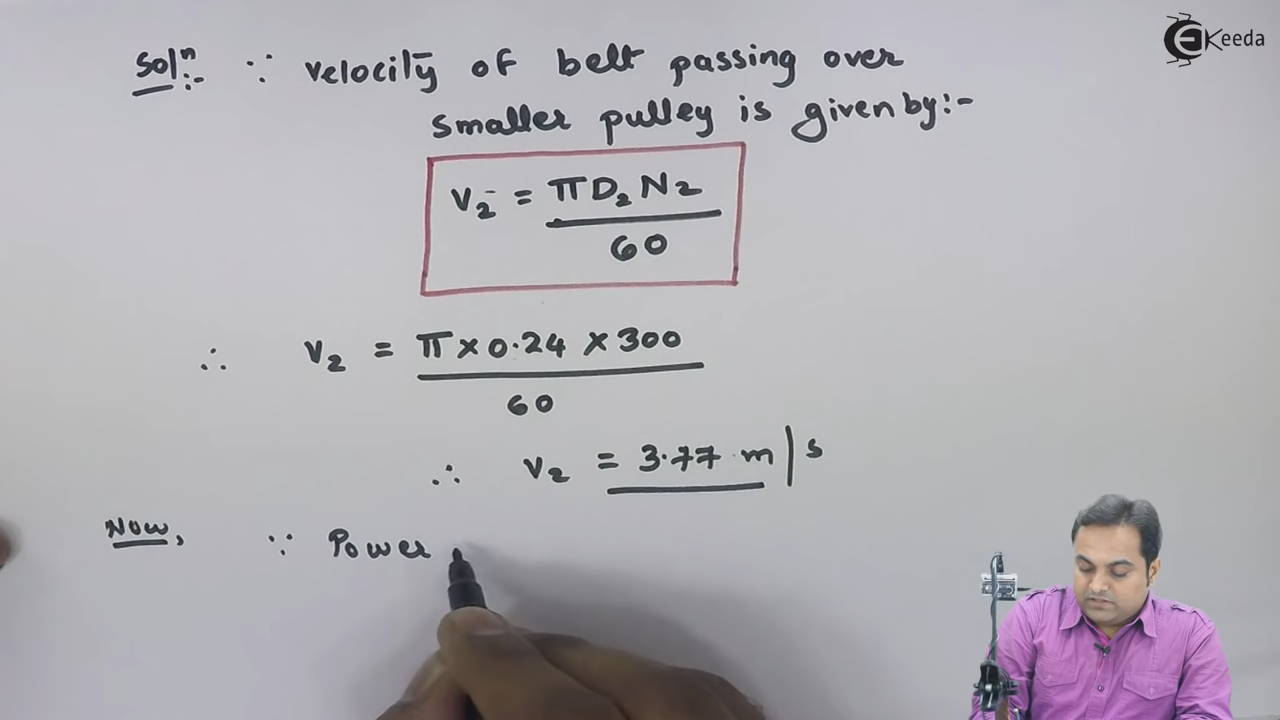 EKeeda
Solⁿ:- ∵ velocity of belt passing over
smaller pulley is given by:-
V₂ = πD₂N₂
60
∴ V₂ = π×0.24×300
60
∴ V₂ = 3.77 m/s
Now, ∵ Power